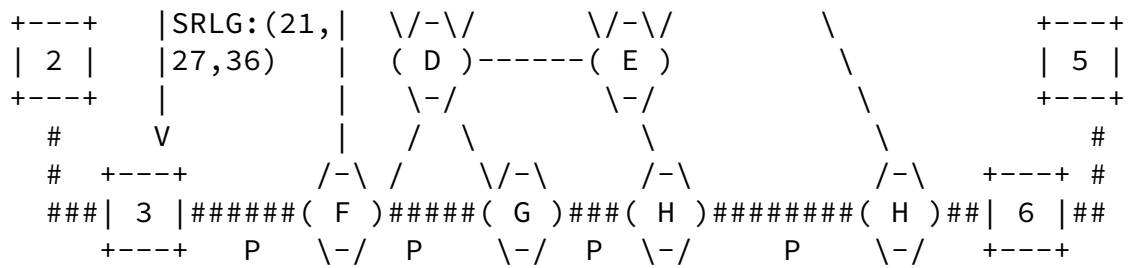 +---+    |SRLG:(21,|  \/-\/      \/-\/         \            +---+
| 2 |    |27,36)   |  ( D )------( E )          \           | 5 |
+---+    |         |   \-/        \-/            \          +---+
  #      V         |   /  \          \            \           #
  #  +---+        /-\ /    \/-\     /-\           /-\   +---+ #
  ###| 3 |######( F )#####( G )###( H )########( H )##| 6 |##
     +---+   P   \-/   P   \-/  P  \-/     P     \-/   +---+